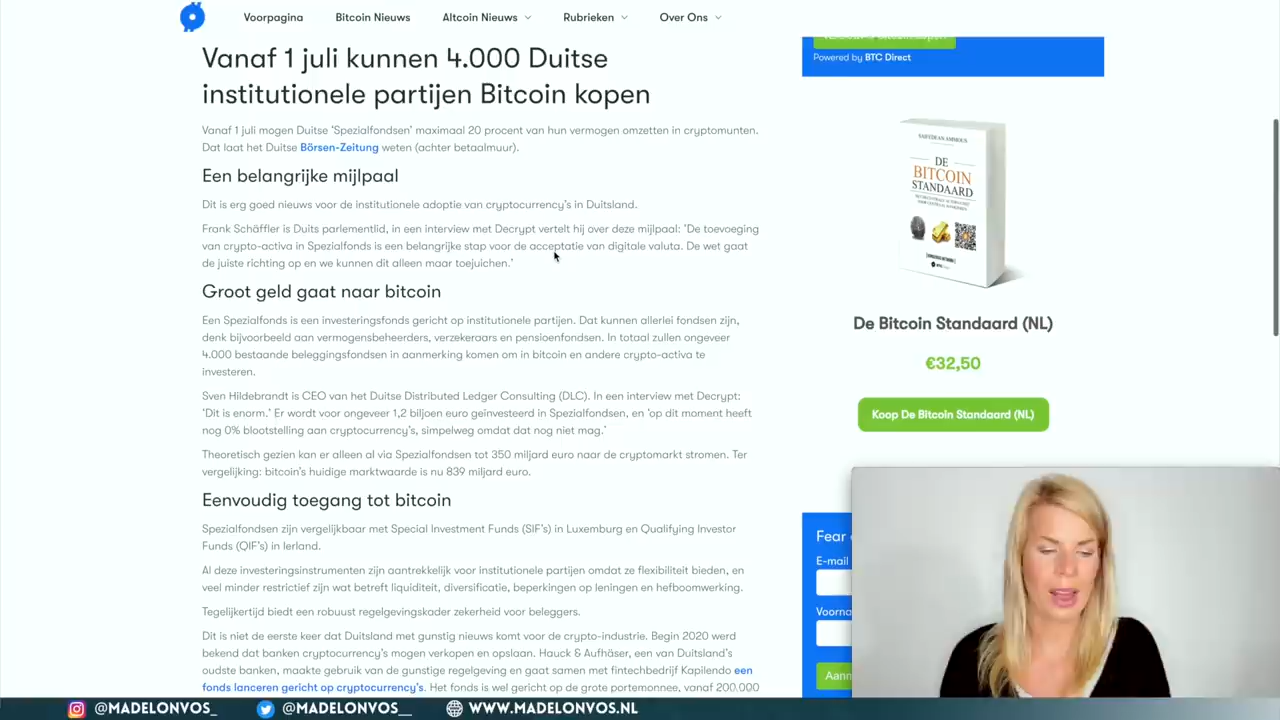 Voorpagina
Bitcoin Nieuws
Altcoin Nieuws
Rubrieken
Over Ons
Vanaf 1 juli kunnen 4.000 Duitse
institutionele partijen Bitcoin kopen
Vanaf 1 juli mogen Duitse 'Spezialfondsen' maximaal 20 procent van hun vermogen omzetten in cryptomunten.
Dat laat het Duitse Börsen-Zeitung weten (achter betaalmuur).
Een belangrijke mijlpaal
Dit is erg goed nieuws voor de institutionele adoptie van cryptocurrency's in Duitsland.
Frank Schäffler is Duits parlementlid, in een interview met Decrypt vertelt hij over deze mijlpaal: 'De toevoeging
van crypto-activa in Spezialfonds is een belangrijke stap voor de acceptatie van digitale valuta. De wet gaat
de juiste richting op en we kunnen dit alleen maar toejuichen.'
Groot geld gaat naar bitcoin
Een Spezialfonds is een investeringsfonds gericht op institutionele partijen. Dat kunnen allerlei fondsen zijn,
denk bijvoorbeeld aan vermogensbeheerders, verzekeraars en pensioenfondsen. In totaal zullen ongeveer
4.000 bestaande beleggingsfondsen in aanmerking komen om in bitcoin en andere crypto-activa te
investeren.
Sven Hildebrandt is CEO van het Duitse Distributed Ledger Consulting (DLC). In een interview met Decrypt:
'Dit is enorm.' Er wordt voor ongeveer 1,2 biljoen euro geïnvesteerd in Spezialfondsen, en 'op dit moment heeft
nog 0% blootstelling aan cryptocurrency's, simpelweg omdat dat nog niet mag.'
Theoretisch gezien kan er alleen al via Spezialfondsen tot 350 miljard euro naar de cryptomarkt stromen. Ter
vergelijking: bitcoin's huidige marktwaarde is nu 839 miljard euro.
Eenvoudig toegang tot bitcoin
Spezialfondsen zijn vergelijkbaar met Special Investment Funds (SIF's) in Luxemburg en Qualifying Investor
Funds (QIF's) in Ierland.
Al deze investeringsinstrumenten zijn aantrekkelijk voor institutionele partijen omdat ze flexibiliteit bieden, en
veel minder restrictief zijn wat betreft liquiditeit, diversificatie, beperkingen op leningen en hefboomwerking.
Tegelijkertijd biedt een robuust regelgevingskader zekerheid voor beleggers.
Dit is niet de eerste keer dat Duitsland met gunstig nieuws komt voor de crypto-industrie. Begin 2020 werd
bekend dat banken cryptocurrency's mogen verkopen en opslaan. Hauck & Aufhäser, een van Duitsland's
oudste banken, maakte gebruik van de gunstige regelgeving en gaat samen met fintechbedrijf Kapilendo een
fonds lanceren gericht op cryptocurrency's. Het fonds is wel gericht op de grote portemonnee, vanaf 200.000
Powered by BTC Direct
SAIFEDEAN AMMOUS
DE
BITCOIN
STANDAARD
De Bitcoin Standaard (NL)
€32,50
Koop De Bitcoin Standaard (NL)
Fear
E-mail
Voorna
Aanm
@MADELONVOS_
@MADELONVOS__
WWW.MADELONVOS.NL